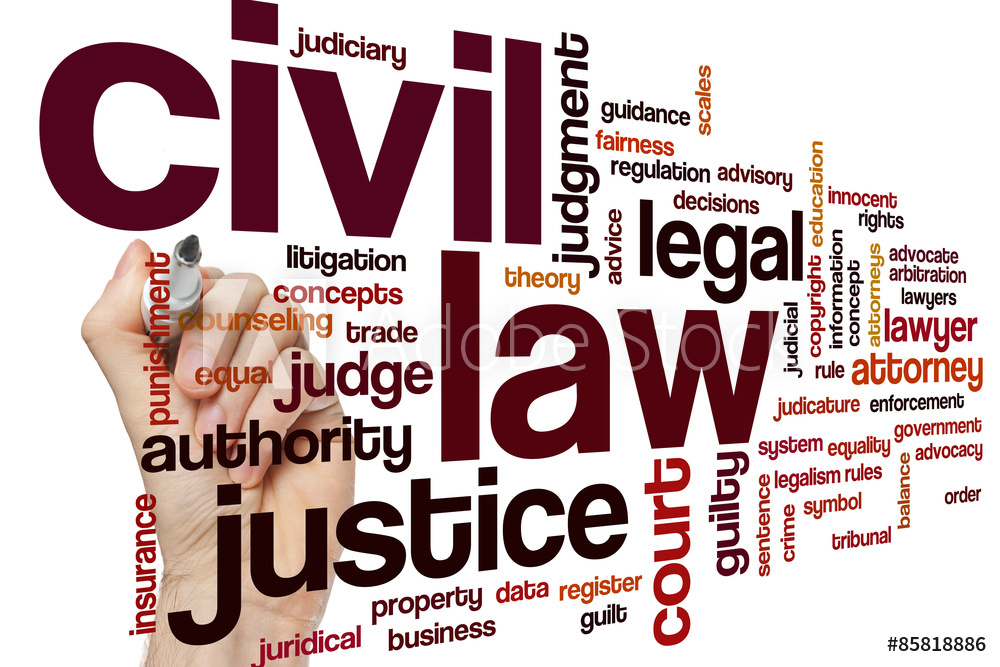 civil
judiciary
judgment
guidance
scales
fairness
regulation
advisory
decisions
education
innocent
rights
advice
legal
litigation
theory
punishment
concepts
counseling
trade
law
judicial
copyright
information
concept
attorneys
advocate
arbitration
lawyers
lawyer
equal
judge
rule
attorney
judicature
enforcement
authority
system
equality
government
advocacy
legalism
rules
justice
court
guilty
sentence
crime
symbol
balance
order
tribunal
insurance
property
data
register
guilt
juridical
business
Adobe Stock
#85818886